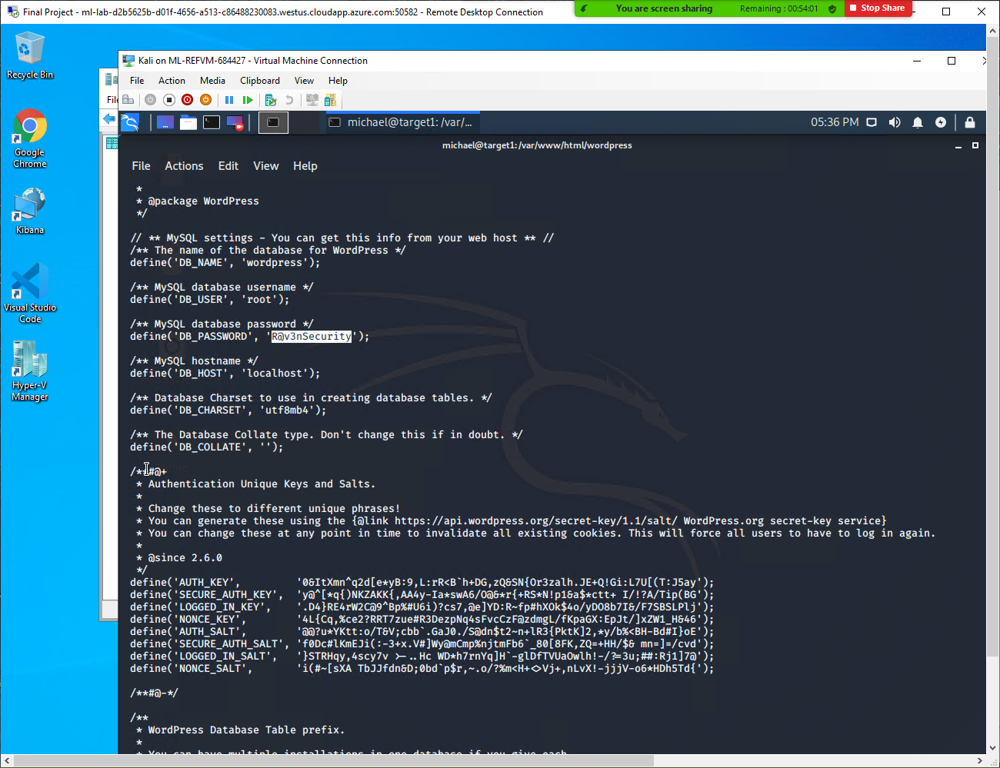 Final Project - ml-lab-d2b5625b-d01f-4656-a513-c86488230083.westus.cloudapp.azure.com:50582 - Remote Desktop Connection
You are screen sharing
Remaining : 00:54:01
Stop Share
Recycle Bin
Google Chrome
Kibana
Visual Studio Code
Hyper-V Manager
Fil
Kali on ML-REFVM-684427 - Virtual Machine Connection
File Action Media Clipboard View Help
michael@target1: /var/...
05:36 PM
michael@target1:/var/www/html/wordpress
File Actions Edit View Help
 *
 * @package WordPress
 */
// ** MySQL settings - You can get this info from your web host ** //
/** The name of the database for WordPress */
define('DB_NAME', 'wordpress');
/** MySQL database username */
define('DB_USER', 'root');
/** MySQL database password */
define('DB_PASSWORD', 'R@v3nSecurity');
/** MySQL hostname */
define('DB_HOST', 'localhost');
/** Database Charset to use in creating database tables. */
define('DB_CHARSET', 'utf8mb4');
/** The Database Collate type. Don't change this if in doubt. */
define('DB_COLLATE', '');
/**#@+
 * Authentication Unique Keys and Salts.
 *
 * Change these to different unique phrases!
 * You can generate these using the {@link https://api.wordpress.org/secret-key/1.1/salt/ WordPress.org secret-key service}
 * You can change these at any point in time to invalidate all existing cookies. This will force all users to have to log in again.
 *
 * @since 2.6.0
 */
define('AUTH_KEY', '0&ItXmn^q2d[e*yB:9,L:rR<B`h+DG,zQ&SN{Or3zalh.JE+Q!Gi:L7U[(T:J5ay');
define('SECURE_AUTH_KEY', 'y@^[*q{)NKZAKK{,AA4y-Ia*swA6/O@&*r{+RS*N!p1&a$*ctt+ I/!?A/Tip(BG');
define('LOGGED_IN_KEY', '.D4}RE4rW2C@9^Bp%#U6i)?cs7,@e]YD:R~fp#hXOk$4o/yDO8b7I&/F7SBSLPlj');
define('NONCE_KEY', '4L{Cq,%ce2?RRT7zue#R3DezpNq4sFvcCzF@zdmgL/fKpaGX:EpJt/]xZW1_H&46');
define('AUTH_SALT', '@@?u*YKtt:o/T&V;cbb`.GaJ0./S@dn$t2~n+lR3{PktK]2,*y/b%<BH-Bd#I}oE');
define('SECURE_AUTH_SALT', 'f0Dc#lKmEJi(:-3+x.V#]Wy@mCmp%njtmFb6`_80[8FK,ZQ=+HH/$& mn=]=/cvd');
define('LOGGED_IN_SALT', '}STRHqy,4scy7v >-..Hc WD*h7rnYq]H`-glDfTVUaOwlh!-/?=3u;##:Rj1]7@');
define('NONCE_SALT', 'i(#~[sXA TbJJfdn&D;0bd`p$r,~.o/?%m<H+<>Vj+,nLvX!-jjjV-o6*HDh5Td{');
/**#@-*/
/**
 * WordPress Database Table prefix.
 *
 * You can have multiple installations in one database if you give each